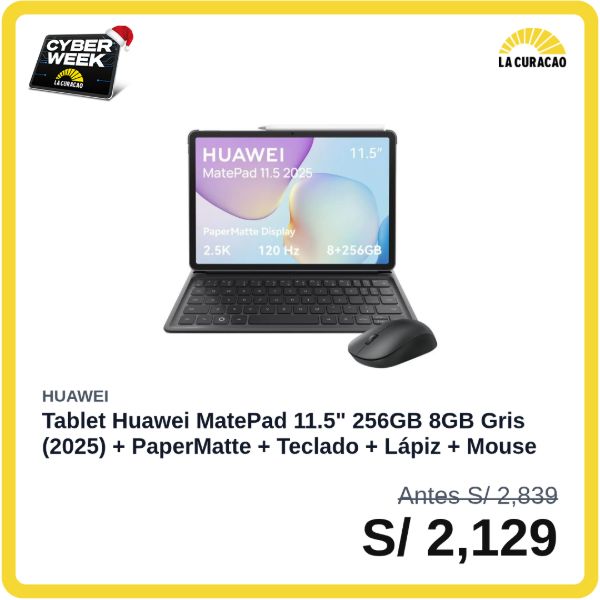 CYBER
WEEK
LA CURACAO
LA CURACAO
HUAWEI 11.5"
MatePad 11.5 2025
PaperMatte Display
2.5K 120 Hz 8+256GB
HUAWEI
Tablet Huawei MatePad 11.5" 256GB 8GB Gris
(2025) + PaperMatte + Teclado + Lápiz + Mouse
Antes S/ 2,839
S/ 2,129